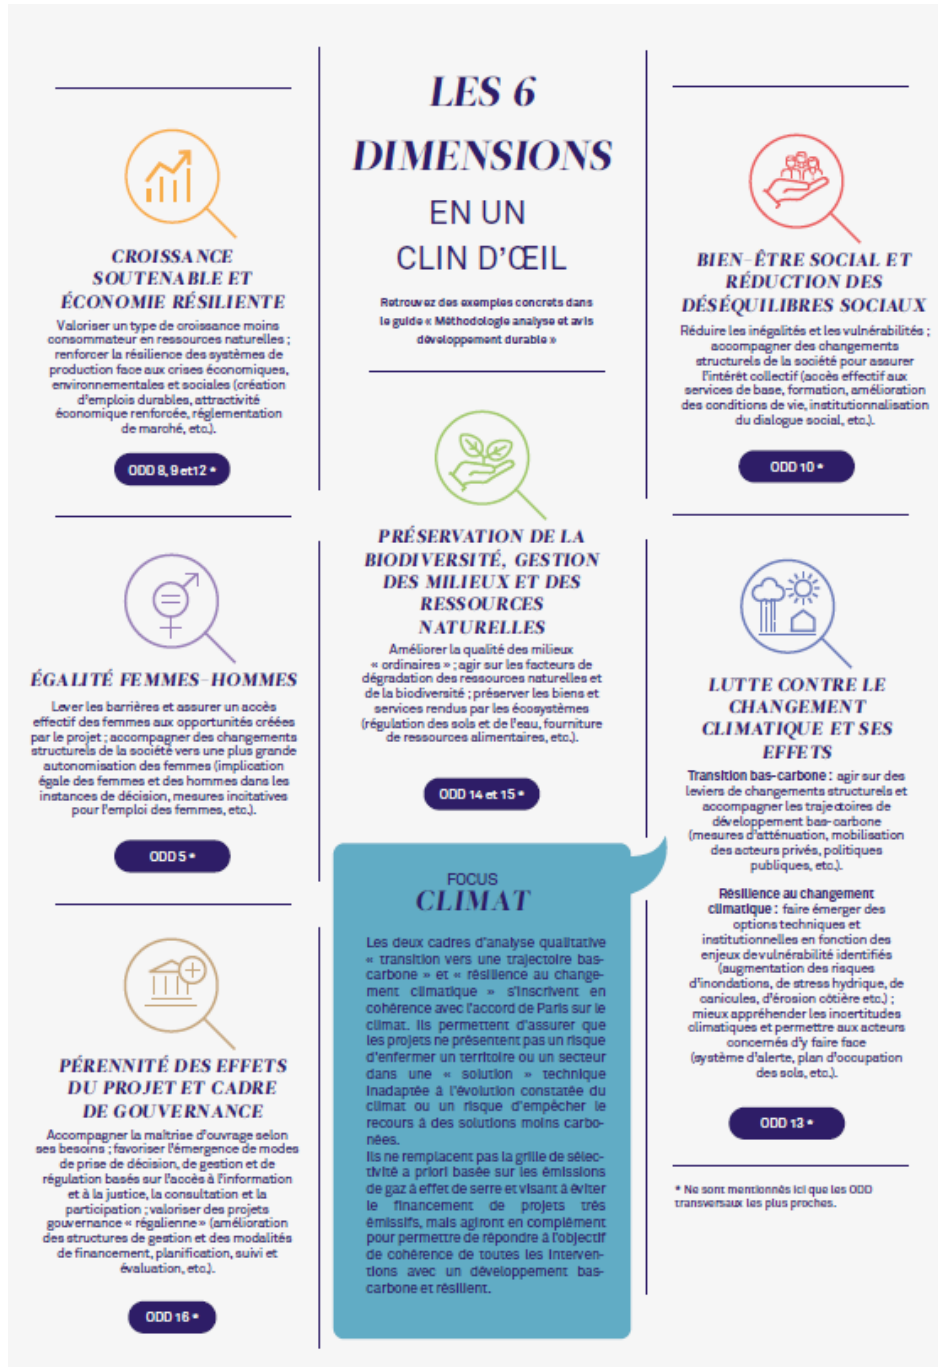 LES 6
DIMENSIONS
EN UN
CLIN D'ŒIL
Retrouvez des exemples concrets dans
le guide « Méthodologie analyse et avis
développement durable »
CROISSANCE
SOUTENABLE ET
ÉCONOMIE RÉSILIENTE
Valoriser un type de croissance moins
consommateur en ressources naturelles ;
renforcer la résilience des systèmes de
production face aux crises économiques,
environnementales et sociales (création
d'emplois durables, attractivité
économique renforcée, réglementation
de marché, etc.).
ODD 8, 9 et12 *
ÉGALITÉ FEMMES-HOMMES
Lever les barrières et assurer un accès
effectif des femmes aux opportunités créées
par le projet ; accompagner des changements
structurels de la société vers une plus grande
autonomisation des femmes (implication
égale des femmes et des hommes dans les
instances de décision, mesures incitatives
pour l'emploi des femmes, etc.).
ODD 5 *
PÉRENNITÉ DES EFFETS
DU PROJET ET CADRE
DE GOUVERNANCE
Accompagner la maîtrise d'ouvrage selon
ses besoins ; favoriser l'émergence de modes
de prise de décision, de gestion et de
régulation basés sur l'accès à l'information
et à la justice, la consultation et la
participation ; valoriser des projets
gouvernance « régalienne » (amélioration
des structures de gestion et des modalités
de financement, planification, suivi et
évaluation, etc.).
ODD 16 *
PRÉSERVATION DE LA
BIODIVERSITÉ, GESTION
DES MILIEUX ET DES
RESSOURCES
NATURELLES
Améliorer la qualité des milieux
« ordinaires » ; agir sur les facteurs de
dégradation des ressources naturelles et
de la biodiversité ; préserver les biens et
services rendus par les écosystèmes
(régulation des sols et de l'eau, fourniture
de ressources alimentaires, etc.).
ODD 14 et 15 *
FOCUS
CLIMAT
Les deux cadres d'analyse qualitative
« transition vers une trajectoire bas-
carbone » et « résilience au change-
ment climatique » s'inscrivent en
cohérence avec l'accord de Paris sur le
climat. Ils permettent d'assurer que
les projets ne présentent pas un risque
d'enfermer un territoire ou un secteur
dans une « solution » technique
inadaptée à l'évolution constatée du
climat ou un risque d'empêcher le
recours à des solutions moins carbo-
nées.
Ils ne remplacent pas la grille de sélec-
tivité a priori basée sur les émissions
de gaz à effet de serre et visant à éviter
le financement de projets très
émissifs, mais agiront en complément
pour permettre de répondre à l'objectif
de cohérence de toutes les interven-
tions avec un développement bas-
carbone et résilient.
BIEN-ÊTRE SOCIAL ET
RÉDUCTION DES
DÉSÉQUILIBRES SOCIAUX
Réduire les inégalités et les vulnérabilités ;
accompagner des changements
structurels de la société pour assurer
l'intérêt collectif (accès effectif aux
services de base, formation, amélioration
des conditions de vie, institutionnalisation
du dialogue social, etc.).
ODD 10 *
LUTTE CONTRE LE
CHANGEMENT
CLIMATIQUE ET SES
EFFETS
Transition bas-carbone : agir sur des
leviers de changements structurels et
accompagner les trajectoires de
développement bas-carbone
(mesures d'atténuation, mobilisation
des acteurs privés, politiques
publiques, etc.).
Résilience au changement
climatique : faire émerger des
options techniques et
institutionnelles en fonction des
enjeux de vulnérabilité identifiés
(augmentation des risques
d'inondations, de stress hydrique, de
canicules, d'érosion côtière etc.) ;
mieux appréhender les incertitudes
climatiques et permettre aux acteurs
concernés d'y faire face
(système d'alerte, plan d'occupation
des sols, etc.).
ODD 13 *
* Ne sont mentionnés ici que les ODD
transversaux les plus proches.